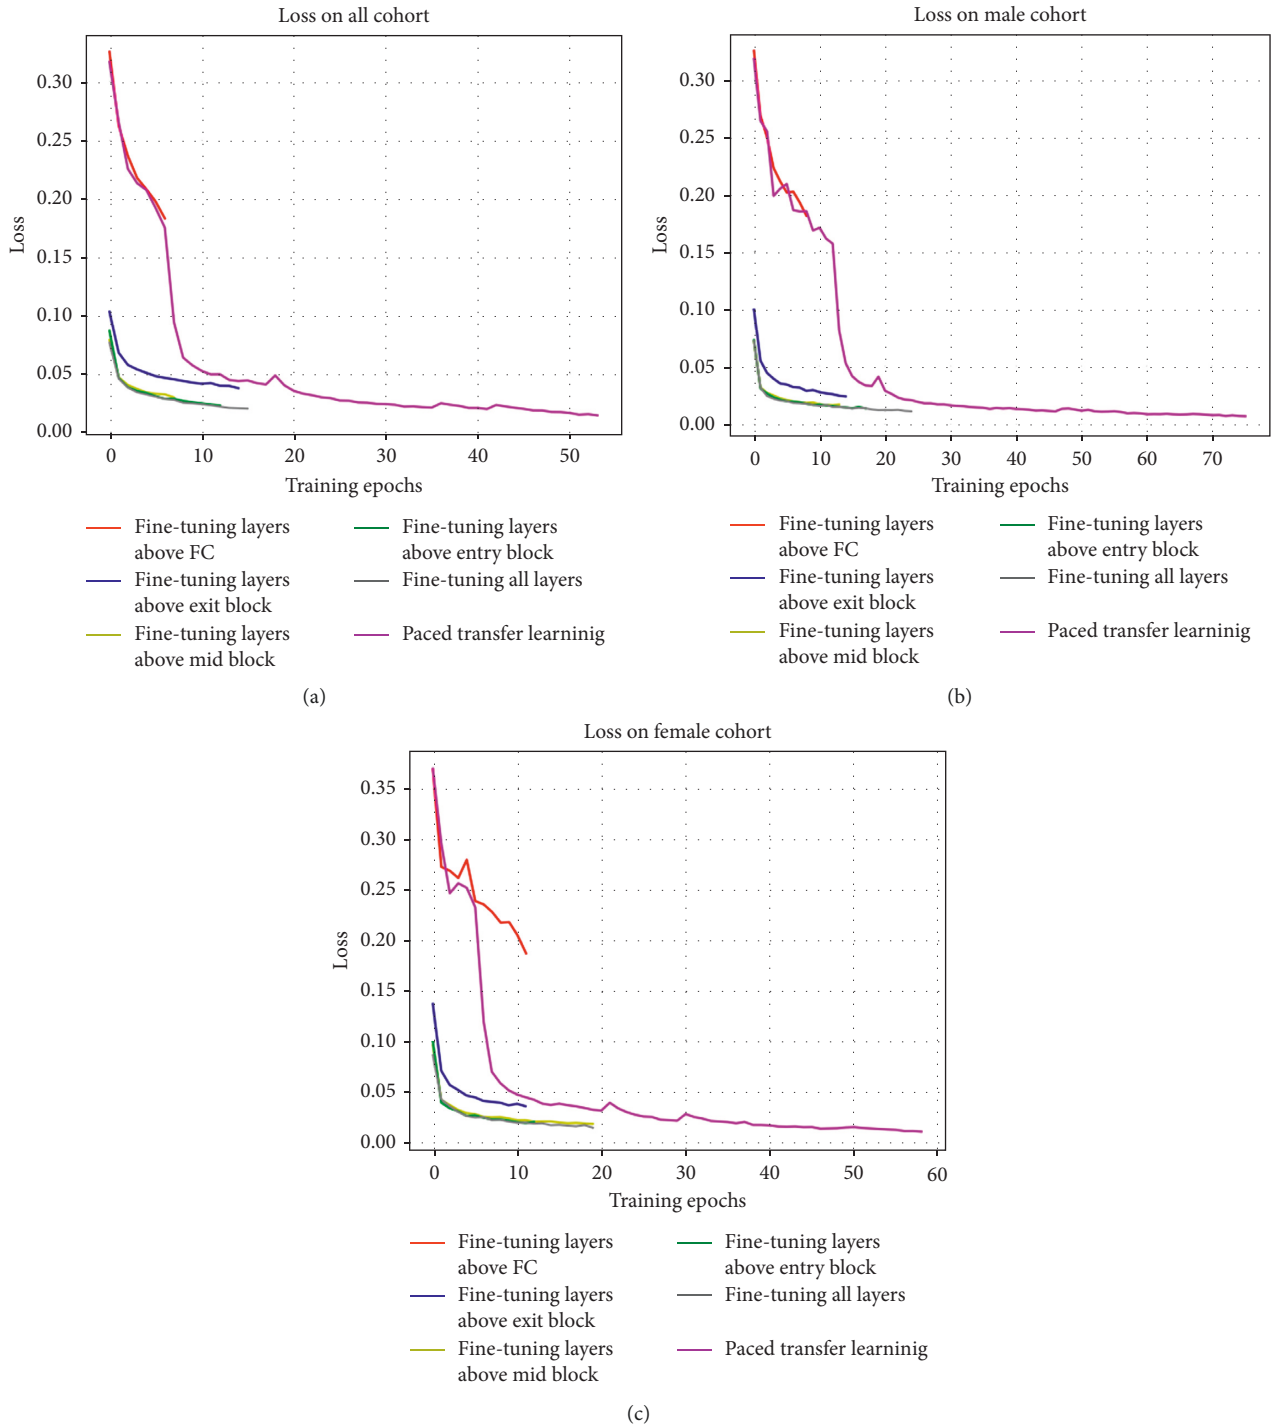 Loss on all cohort
0.30
0.25
0.20
0.15
0.10
0.05
0.00
Loss
0 10 20 30 40 50
Training epochs
Fine-tuning layers
above FC
Fine-tuning layers
above exit block
Fine-tuning layers
above mid block
Fine-tuning layers
above entry block
Fine-tuning all layers
Paced transfer learninig
(a)
Loss on male cohort
0.30
0.25
0.20
0.15
0.10
0.05
0.00
Loss
0 10 20 30 40 50 60 70
Training epochs
Fine-tuning layers
above FC
Fine-tuning layers
above exit block
Fine-tuning layers
above mid block
Fine-tuning layers
above entry block
Fine-tuning all layers
Paced transfer learninig
(b)
Loss on female cohort
0.35
0.30
0.25
0.20
0.15
0.10
0.05
0.00
Loss
0 10 20 30 40 50 60
Training epochs
Fine-tuning layers
above FC
Fine-tuning layers
above exit block
Fine-tuning layers
above mid block
Fine-tuning layers
above entry block
Fine-tuning all layers
Paced transfer learninig
(c)